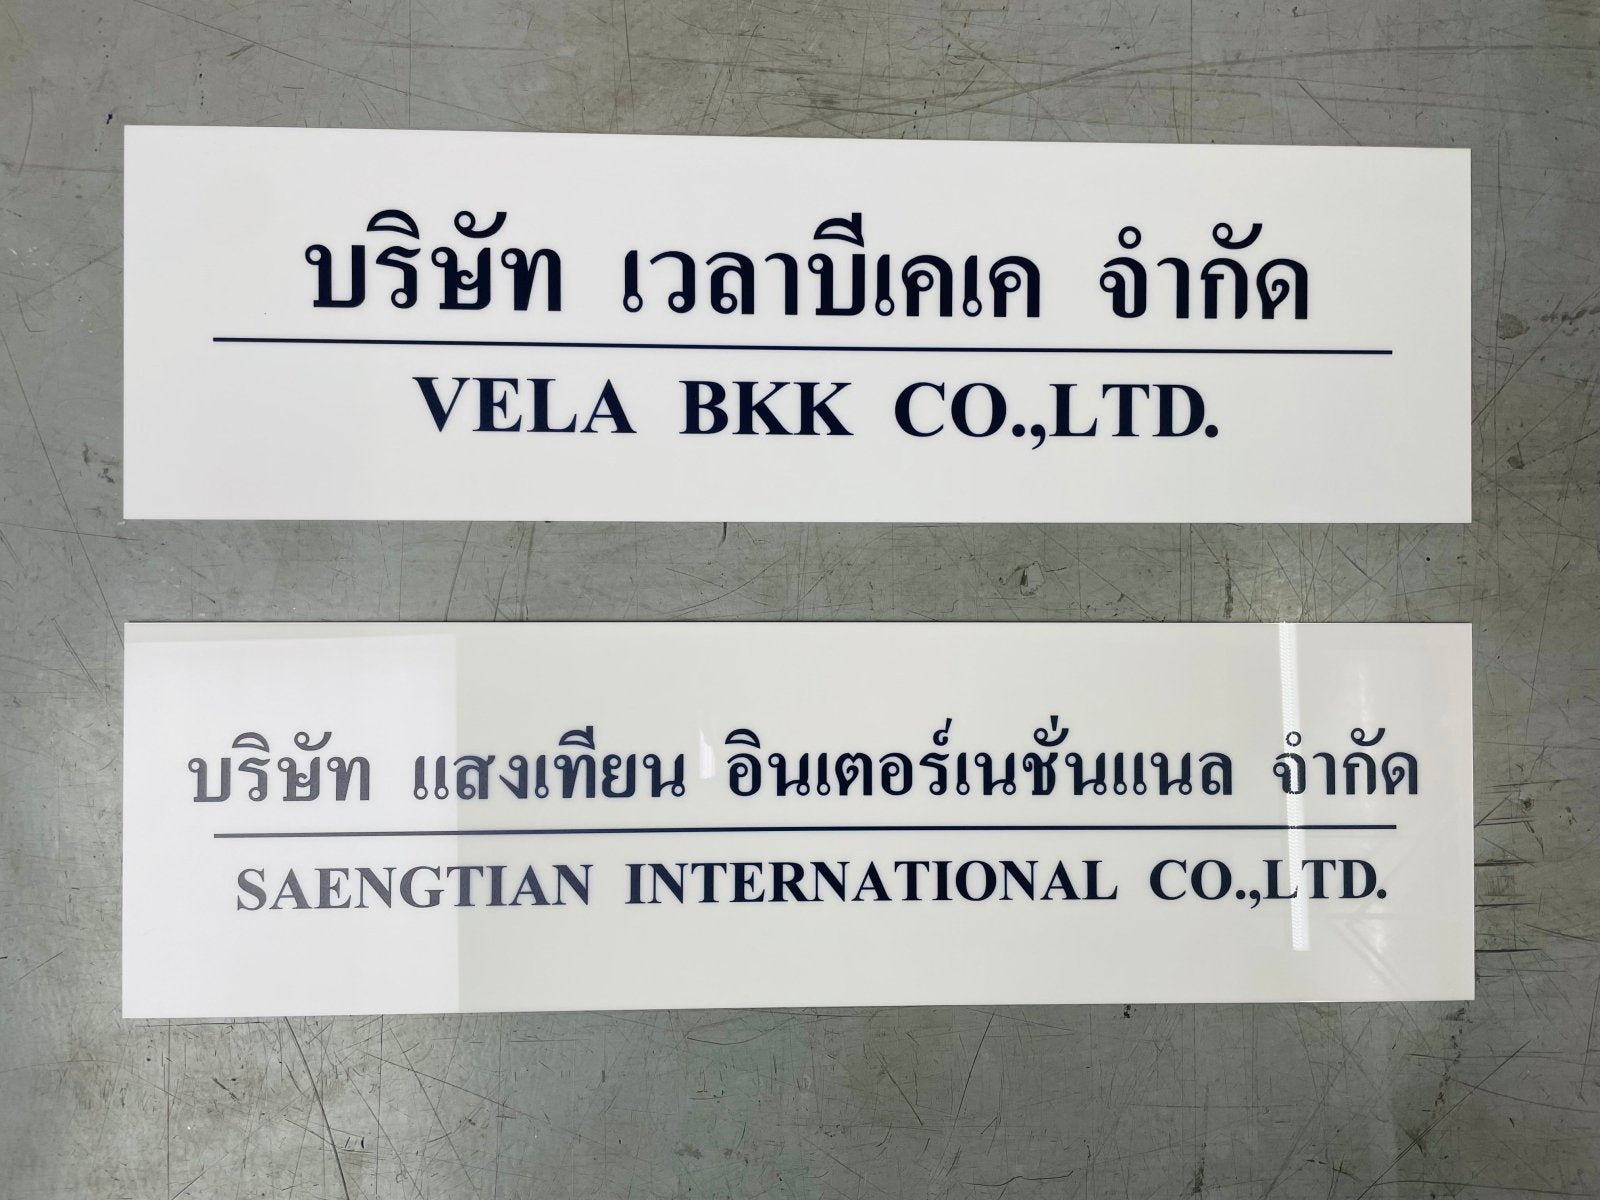 บริษัท เวลาบีเคเค จำกัด
VELA BKK CO.,LTD.
บริษัท แสงเทียน อินเตอร์เนชั่นแนล จำกัด
SAENGTIAN INTERNATIONAL CO.,LTD.